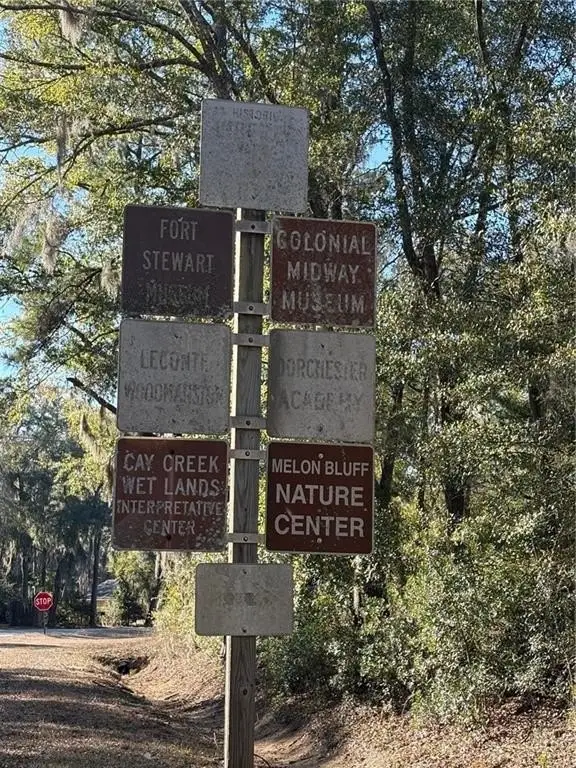 HISTORIC
FORT
STEWART
MUSEUM
COLONIAL
MIDWAY
MUSEUM
LECONTE
WOODMANSTON
DORCHESTER
ACADEMY
CAY CREEK
WET LANDS
INTERPRETATIVE
CENTER
MELON BLUFF
NATURE
CENTER
STOP